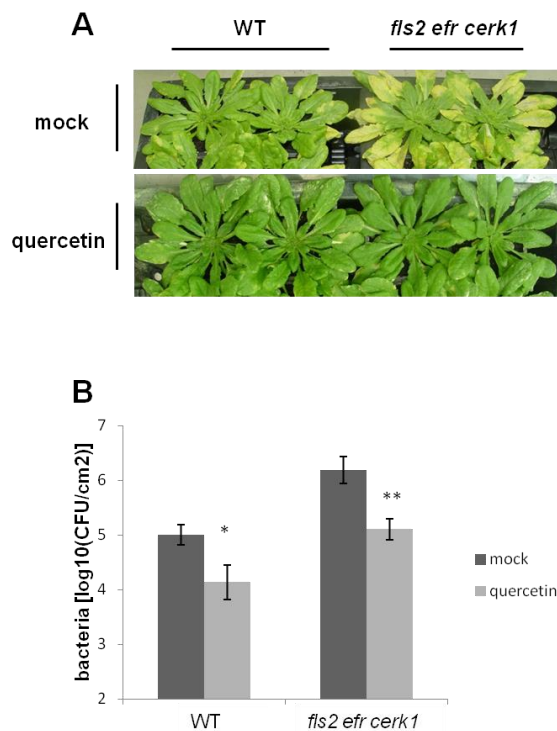 A
WT fls2 efr cerk1
mock
quercetin
B
bacteria [log10(CFU/cm2)]
7
6
5
4
3
2
* **
mock
quercetin
WT fls2 efr cerk1